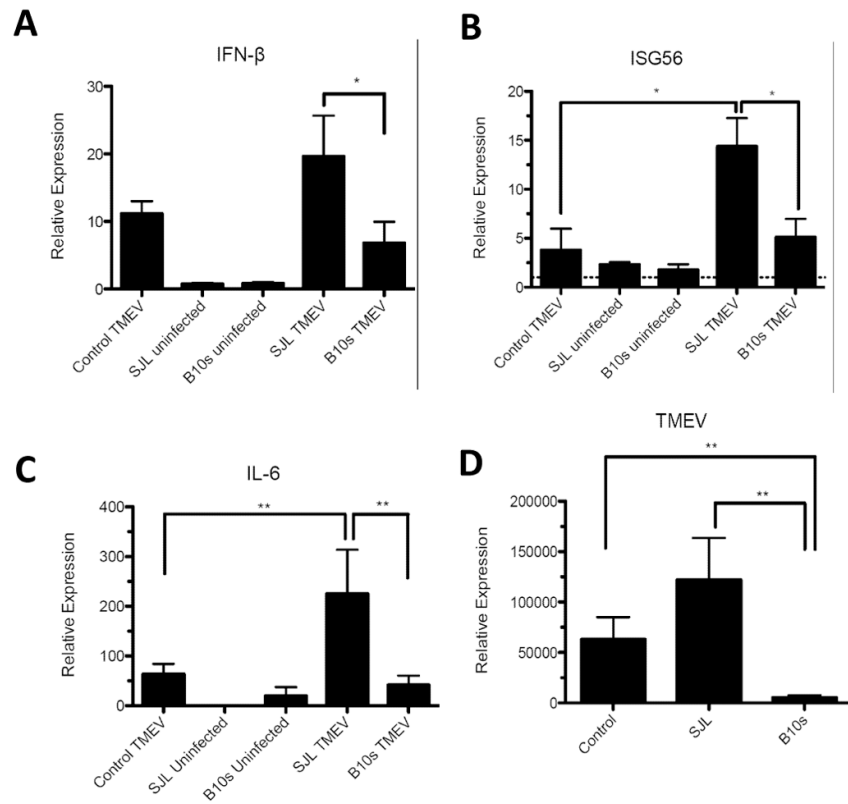 A
IFN-β
Relative Expression
30
20
10
0
*
Control TMEV
SJL uninfected
B10s uninfected
SJL TMEV
B10s TMEV
B
ISG56
Relative Expression
20
15
10
5
0
*
*
Control TMEV
SJL uninfected
B10s uninfected
SJL TMEV
B10s TMEV
C
IL-6
Relative Expression
400
300
200
100
0
**
**
Control TMEV
SJL Uninfected
B10s Uninfected
SJL TMEV
B10s TMEV
D
TMEV
Relative Expression
200000
150000
100000
50000
0
**
**
Control
SJL
B10s